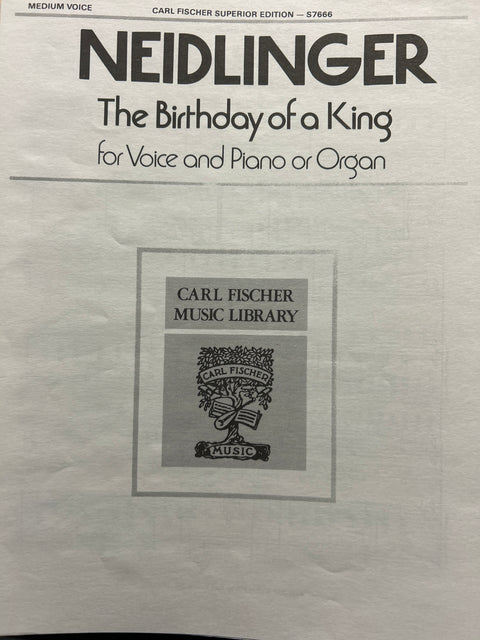 MEDIUM VOICE
CARL FISCHER SUPERIOR EDITION — S7666
NEIDLINGER
The Birthday of a King
for Voice and Piano or Organ
CARL FISCHER
MUSIC LIBRARY
CARL FISCHER
MUSIC